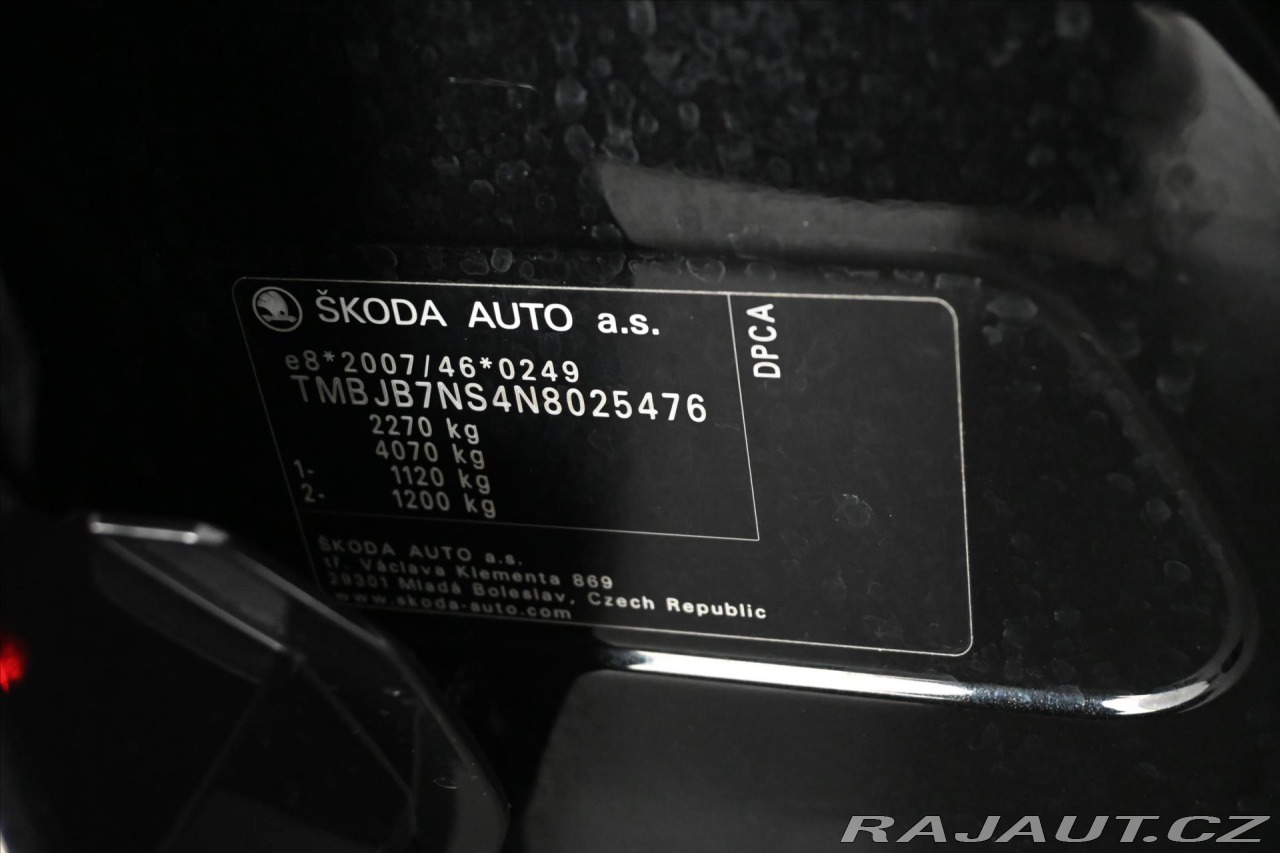 ŠKODA AUTO a.s.
e8*2007/46*0249
TMBJB7NS4N8025476
2270 kg
4070 kg
1- 1120 kg
2- 1200 kg
DPCA
ŠKODA AUTO a.s.
tř. Václava Klementa 869
29301 Mladá Boleslav, Czech Republic
www.skoda-auto.com
RAJAUT.CZ